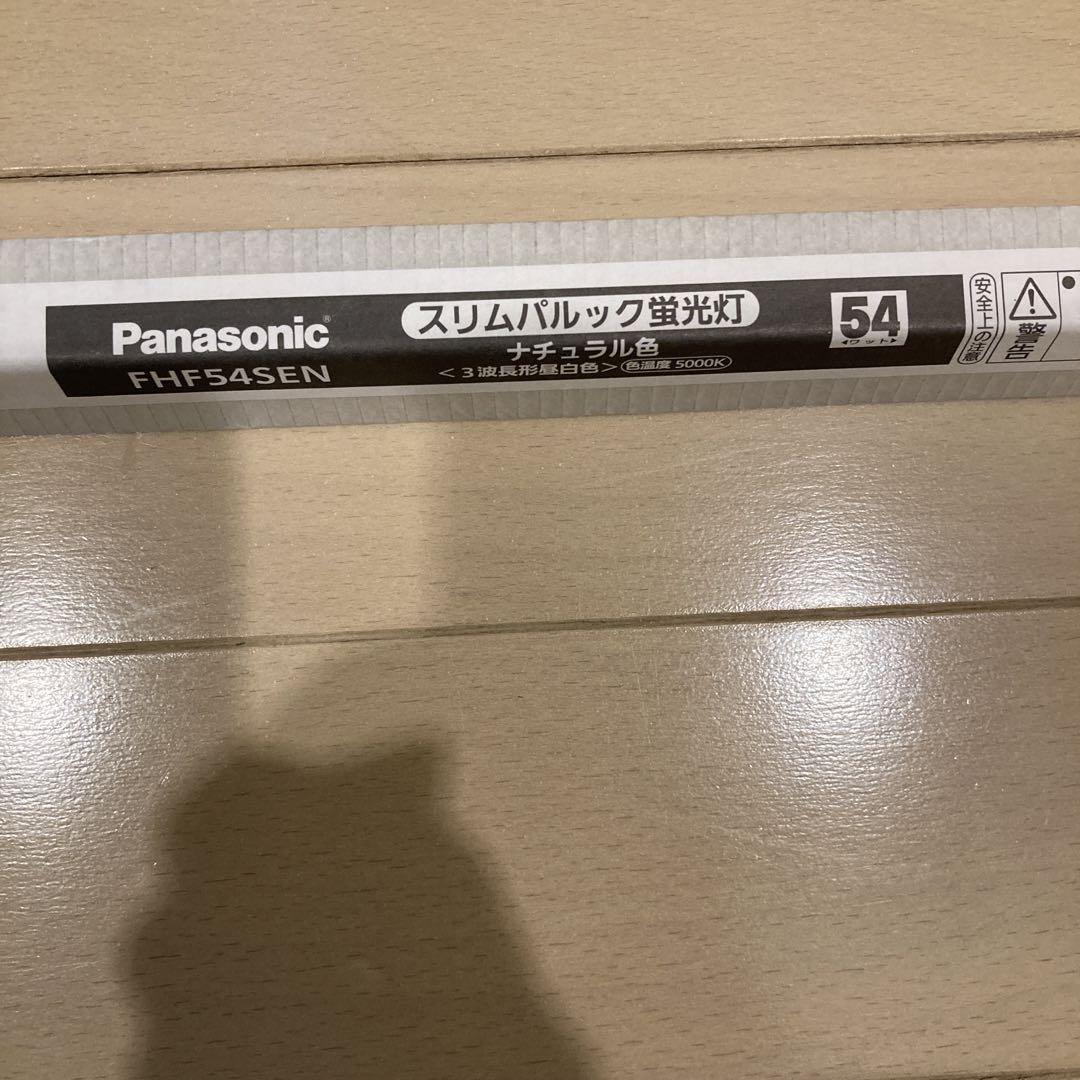 Panasonic®
FHF54SEN
スリムパルック蛍光灯
ナチュラル色
<3波長形昼白色> 色温度 5000K
54
ワット
安全上の注意
警告